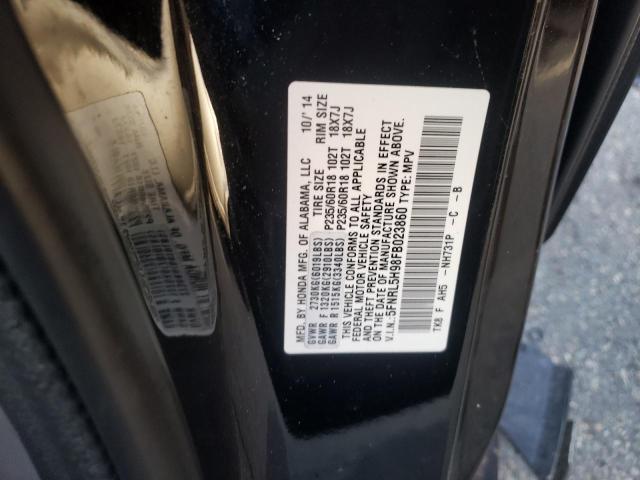 MFD. BY HONDA MFG. OF ALABAMA, LLC 10/'14
GVWR 2730KG(6019LBS) TIRE SIZE RIM SIZE
GAWR F 1320KG(2910LBS) P235/60R18 102T 18X7J
GAWR R 1515KG(3340LBS) P235/60R18 102T 18X7J
THIS VEHICLE CONFORMS TO ALL APPLICABLE
FEDERAL MOTOR VEHICLE SAFETY
AND THEFT PREVENTION STANDARDS IN EFFECT
ON THE DATE OF MANUFACTURE SHOWN ABOVE.
V.I.N.:5FNRL5H98FB023860 TYPE: MPV
TK8 F AH5 -NH731P -C -B